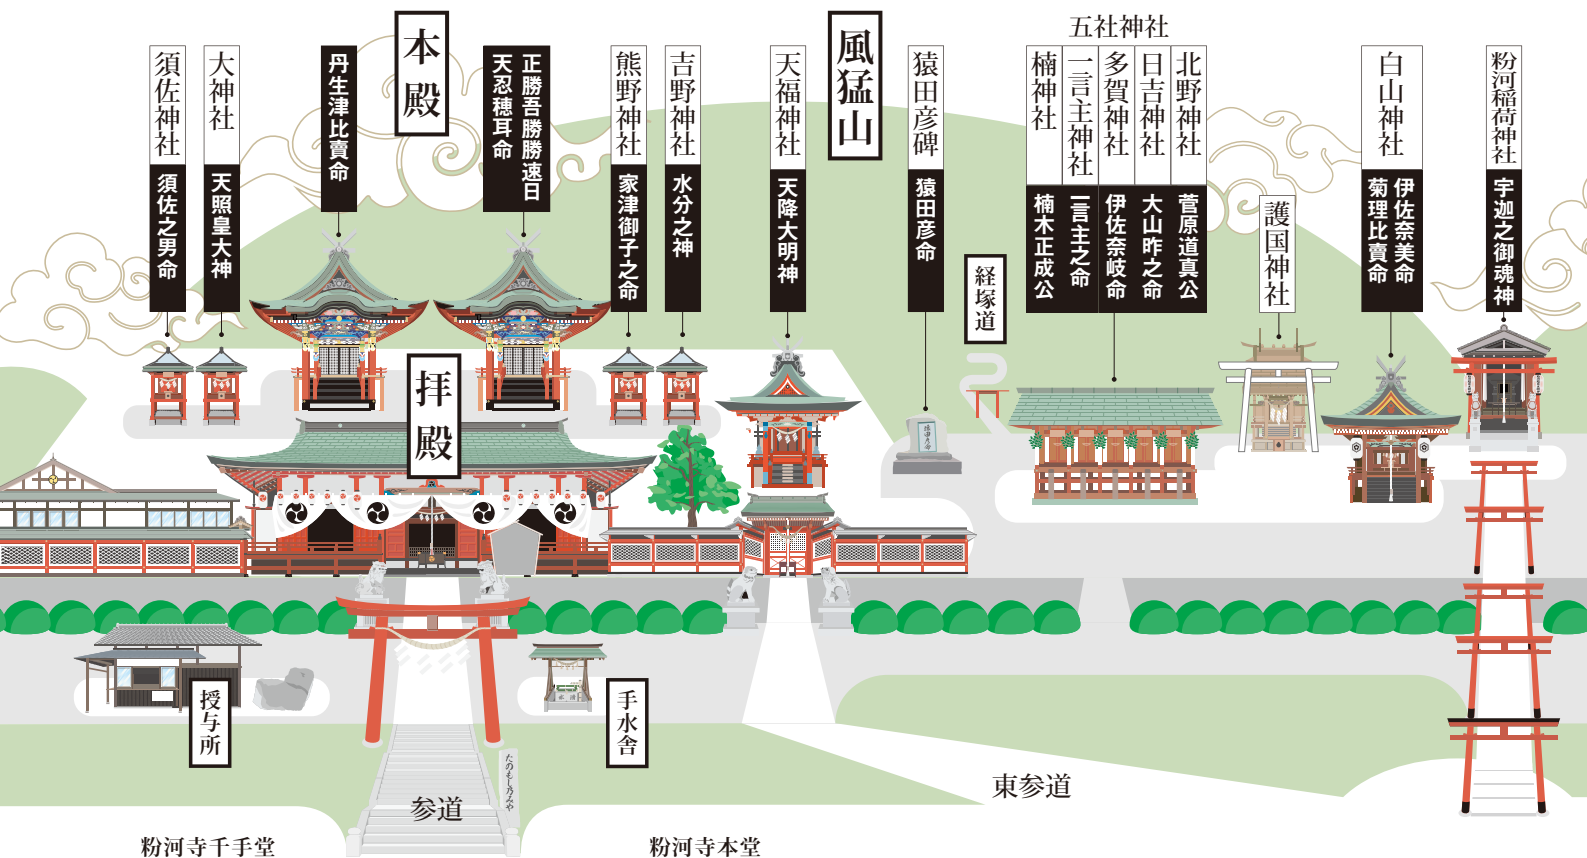 五社神社
本殿
風猛山
須佐神社
須佐之男命
大神社
天照皇大神
丹生津比賣命
正勝吾勝勝速日
天忍穂耳命
熊野神社
家津御子之命
吉野神社
水分之神
天福神社
天降大明神
猿田彦碑
猿田彦命
経塚道
楠神社
楠木正成公
一言主神社
一言主之命
多賀神社
伊佐奈岐命
日吉神社
大山昨之命
北野神社
菅原道真公
護国神社
白山神社
伊佐奈美命
菊理比賣命
粉河稲荷神社
宇迦之御魂神
拝殿
授与所
手水舎
たのもし乃みや
参道
東参道
粉河寺千手堂
粉河寺本堂